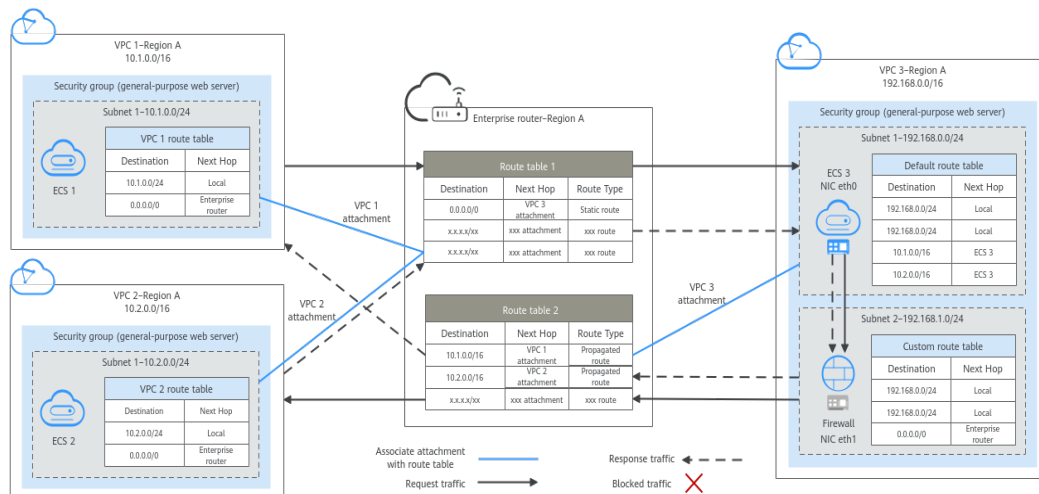 VPC 1–Region A
10.1.0.0/16
Security group (general-purpose web server)
Subnet 1–10.1.0.0/24
VPC 1 route table
Destination Next Hop
10.1.0.0/24 Local
0.0.0.0/0 Enterprise router
ECS 1
VPC 2–Region A
10.2.0.0/16
Security group (general-purpose web server)
Subnet 1–10.2.0.0/24
VPC 2 route table
Destination Next Hop
10.2.0.0/24 Local
0.0.0.0/0 Enterprise router
ECS 2
VPC 1
attachment
VPC 2
attachment
Enterprise router–Region A
Route table 1
Destination Next Hop Route Type
0.0.0.0/0 VPC 3 attachment Static route
x.x.x.x/xx xxx attachment xxx route
x.x.x.x/xx xxx attachment xxx route
Route table 2
Destination Next Hop Route Type
10.1.0.0/16 VPC 1 attachment Propagated route
10.2.0.0/16 VPC 2 attachment Propagated route
x.x.x.x/xx xxx attachment xxx route
VPC 3
attachment
VPC 3–Region A
192.168.0.0/16
Security group (general-purpose web server)
Subnet 1–192.168.0.0/24
ECS 3
NIC eth0
Default route table
Destination Next Hop
192.168.0.0/24 Local
192.168.0.0/24 Local
10.1.0.0/16 ECS 3
10.2.0.0/16 ECS 3
Subnet 2–192.168.1.0/24
Custom route table
Destination Next Hop
192.168.0.0/24 Local
192.168.0.0/24 Local
0.0.0.0/0 Enterprise router
Firewall
NIC eth1
Associate attachment
with route table
Response traffic
Request traffic
Blocked traffic